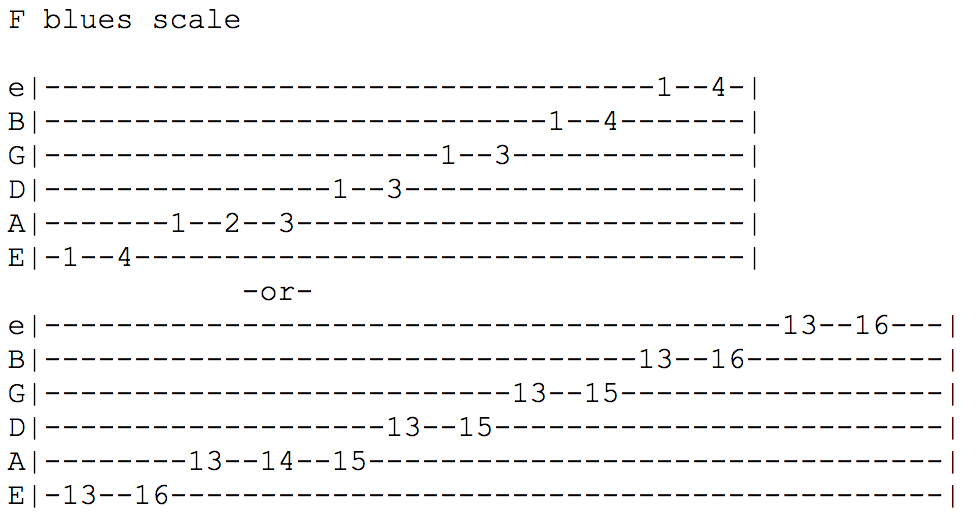 F blues scale
e|----------------------------------1--4-|
B|----------------------------1--4-------|
G|----------------------1--3-------------|
D|----------------1--3-------------------|
A|-------1--2--3-------------------------|
E|-1--4----------------------------------|
-or-
e|-----------------------------------------13--16---|
B|---------------------------------13--16-----------|
G|--------------------------13--15------------------|
D|-------------------13--15-------------------------|
A|--------13--14--15--------------------------------|
E|-13--16-------------------------------------------|